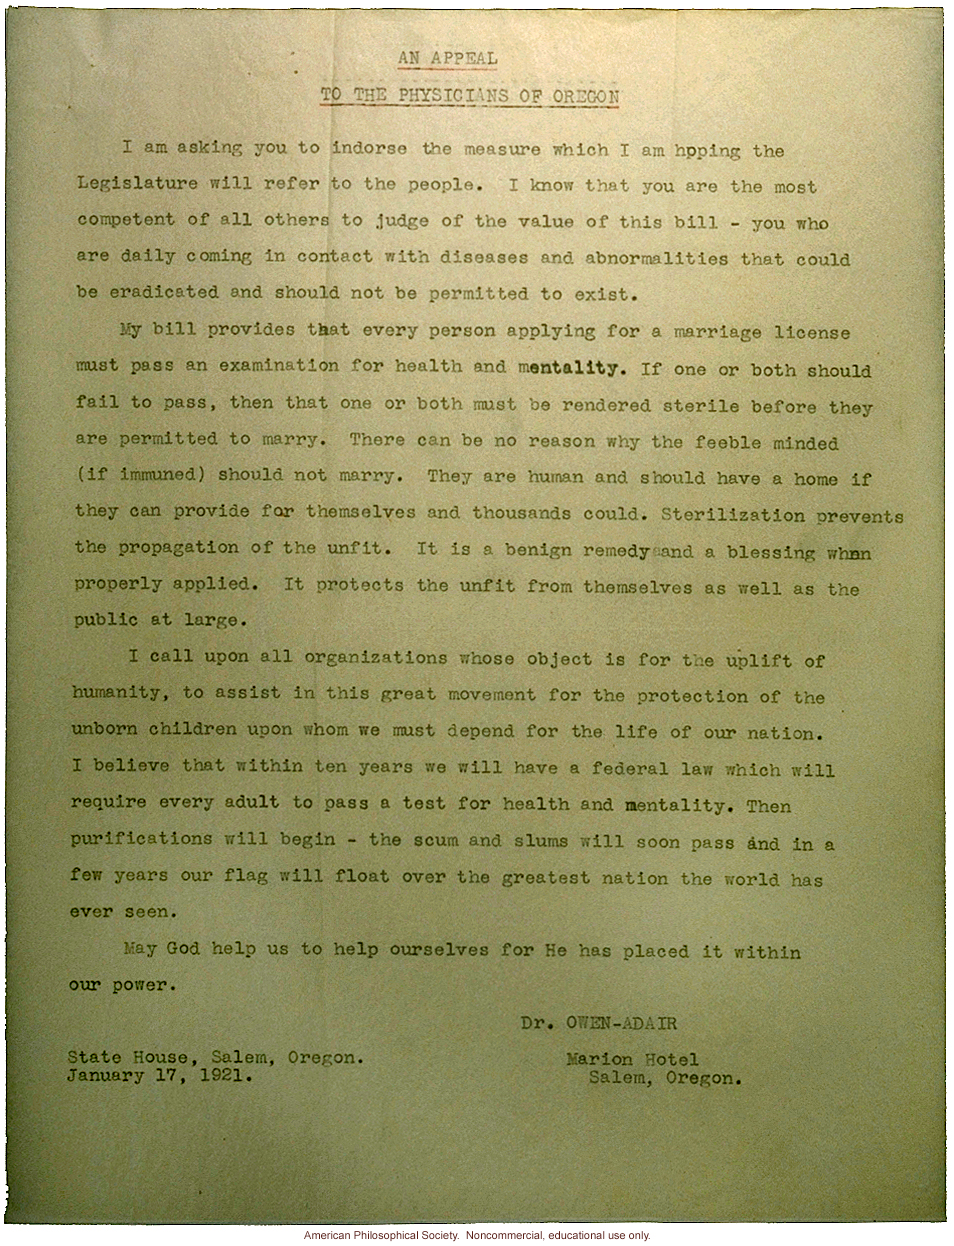 AN APPEAL
TO THE PHYSICIANS OF OREGON
I am asking you to indorse the measure which I am hpping the
Legislature will refer to the people. I know that you are the most
competent of all others to judge of the value of this bill - you who
are daily coming in contact with diseases and abnormalities that could
be eradicated and should not be permitted to exist.
My bill provides that every person applying for a marriage license
must pass an examination for health and mentality. If one or both should
fail to pass, then that one or both must be rendered sterile before they
are permitted to marry. There can be no reason why the feeble minded
(if immuned) should not marry. They are human and should have a home if
they can provide for themselves and thousands could. Sterilization prevents
the propagation of the unfit. It is a benign remedy and a blessing when
properly applied. It protects the unfit from themselves as well as the
public at large.
I call upon all organizations whose object is for the uplift of
humanity, to assist in this great movement for the protection of the
unborn children upon whom we must depend for the life of our nation.
I believe that within ten years we will have a federal law which will
require every adult to pass a test for health and mentality. Then
purifications will begin - the scum and slums will soon pass and in a
few years our flag will float over the greatest nation the world has
ever seen.
May God help us to help ourselves for He has placed it within
our power.
Dr. OWEN-ADAIR
State House, Salem, Oregon. Marion Hotel
January 17, 1921. Salem, Oregon.
American Philosophical Society. Noncommercial, educational use only.